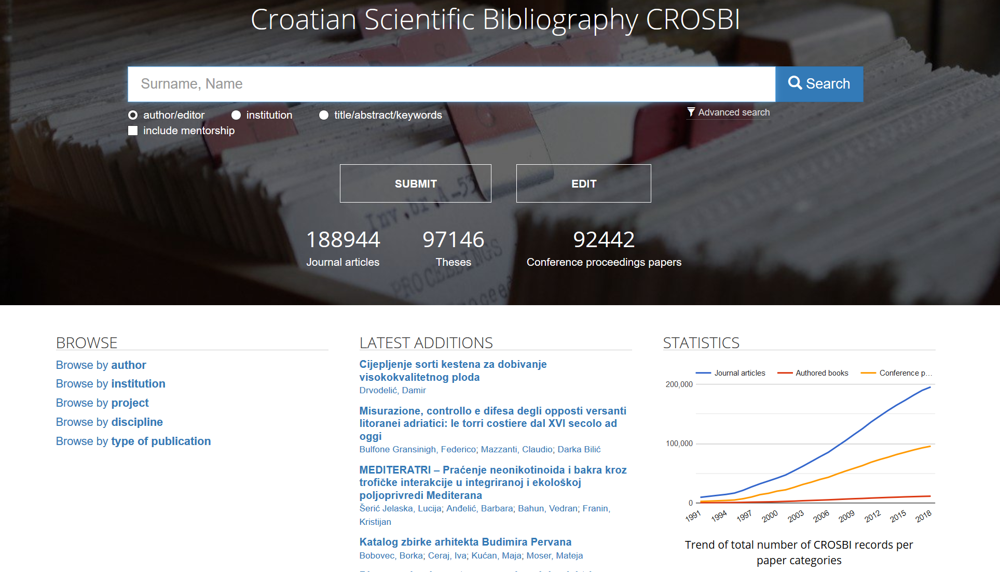 Croatian Scientific Bibliography CROSBI
Surname, Name
Search
author/editor
institution
title/abstract/keywords
Advanced search
include mentorship
SUBMIT
EDIT
Inv.br.A-53
PROCEEDINGS
188944
Journal articles
97146
Theses
92442
Conference proceedings papers
BROWSE
Browse by author
Browse by institution
Browse by project
Browse by discipline
Browse by type of publication
LATEST ADDITIONS
Cijepljenje sorti kestena za dobivanje
visokokvalitetnog ploda
Drvodelić, Damir
Misurazione, controllo e difesa degli opposti versanti
litoranei adriatici: le torri costiere dal XVI secolo ad
oggi
Bulfone Gransinigh, Federico; Mazzanti, Claudio; Darka Bilić
MEDITERATRI – Praćenje neonikotinoida i bakra kroz
trofičke interakcije u integriranoj i ekološkoj
poljoprivredi Mediterana
Šerić Jelaska, Lucija; Anđelić, Barbara; Bahun, Vedran; Franin,
Kristijan
Katalog zbirke arhitekta Budimira Pervana
Bobovec, Borka; Ceraj, Iva; Kućan, Maja; Moser, Mateja
STATISTICS
Journal articles
Authored books
Conference p...
200,000
100,000
0
1991
1994
1997
2000
2003
2006
2009
2012
2015
2018
Trend of total number of CROSBI records per
paper categories